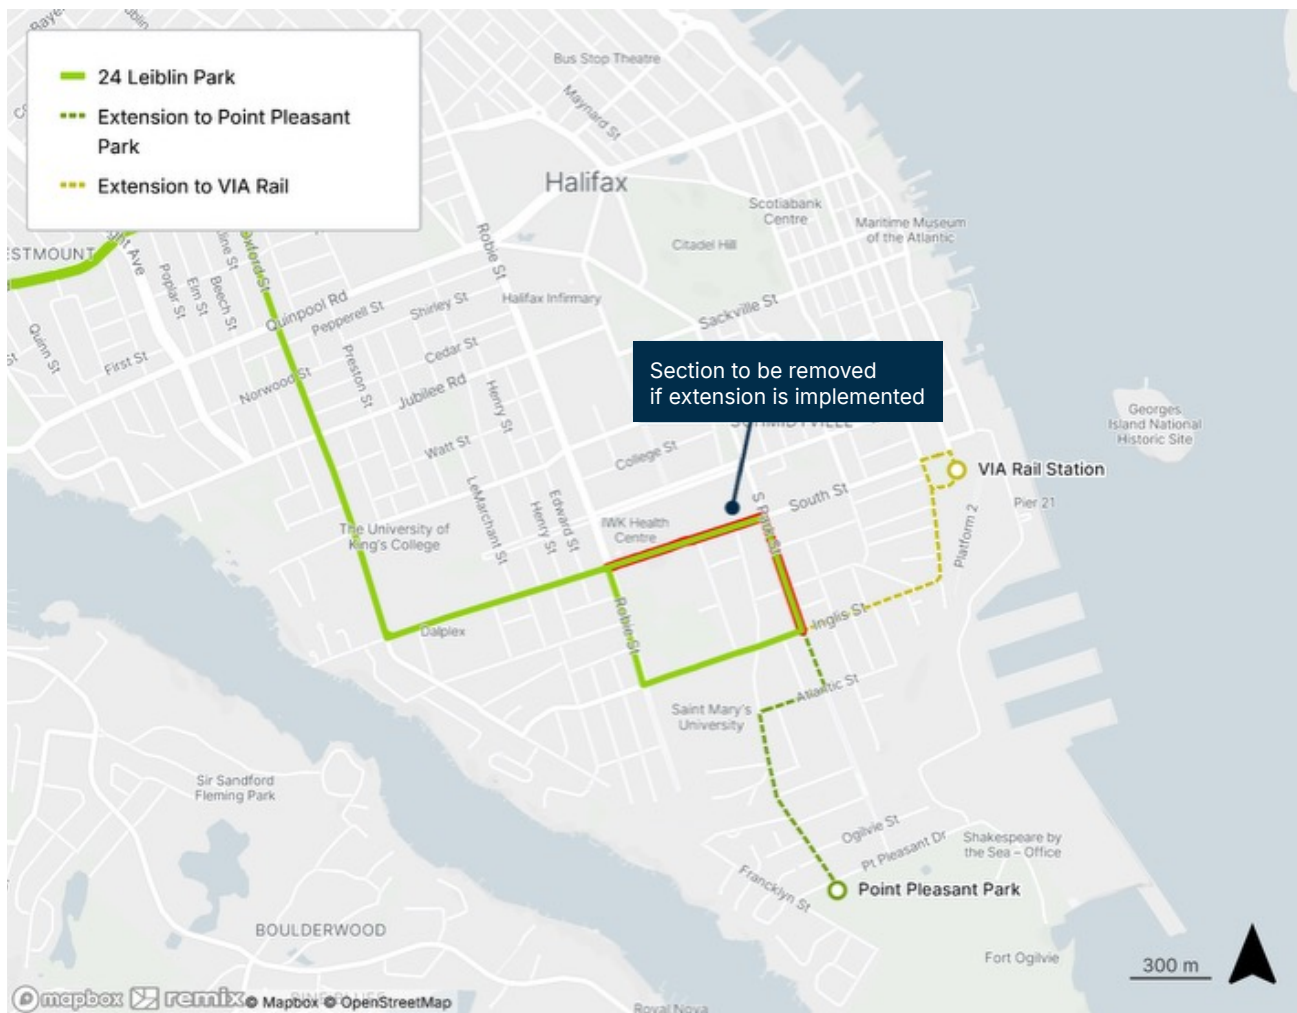 24 Leiblin Park
Extension to Point Pleasant
Park
Extension to VIA Rail
Bus Stop Theatre
Maynard St
Halifax
Scotiabank
Centre
Maritime Museum
of the Atlantic
Citadel Hill
Robie St
Halifax Infirmary
Sackville St
Quinpool Rd
Pepperell St
Shirley St
Poplar St
Elm St
Beech St
Quinn St
First St
Norwood St
Preston St
Cedar St
Jubilee Rd
Henry St
Watt St
College St
Section to be removed
if extension is implemented
Georges
Island National
Historic Site
VIA Rail Station
Pier 21
Platform 2
South St
S Park St
IWK Health
Centre
The University of
King's College
LeMarchant St
Henry St
Edward St
Robie St
Dalplex
Inglis St
Atlantic St
Saint Mary's
University
Sir Sandford
Fleming Park
Ogilvie St
Pt Pleasant Dr
Shakespeare by
the Sea – Office
Francklyn St
Point Pleasant Park
BOULDERWOOD
Fort Ogilvie
300 m
mapbox remix © Mapbox © OpenStreetMap